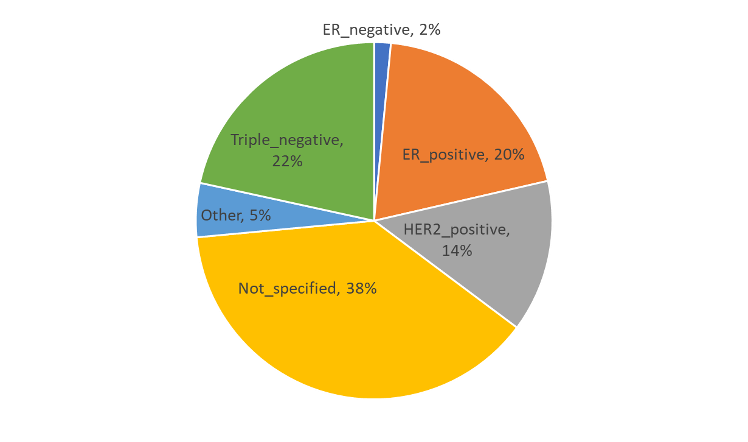 ER_negative, 2%
Triple_negative,
22%
ER_positive, 20%
Other, 5%
HER2_positive,
14%
Not_specified, 38%